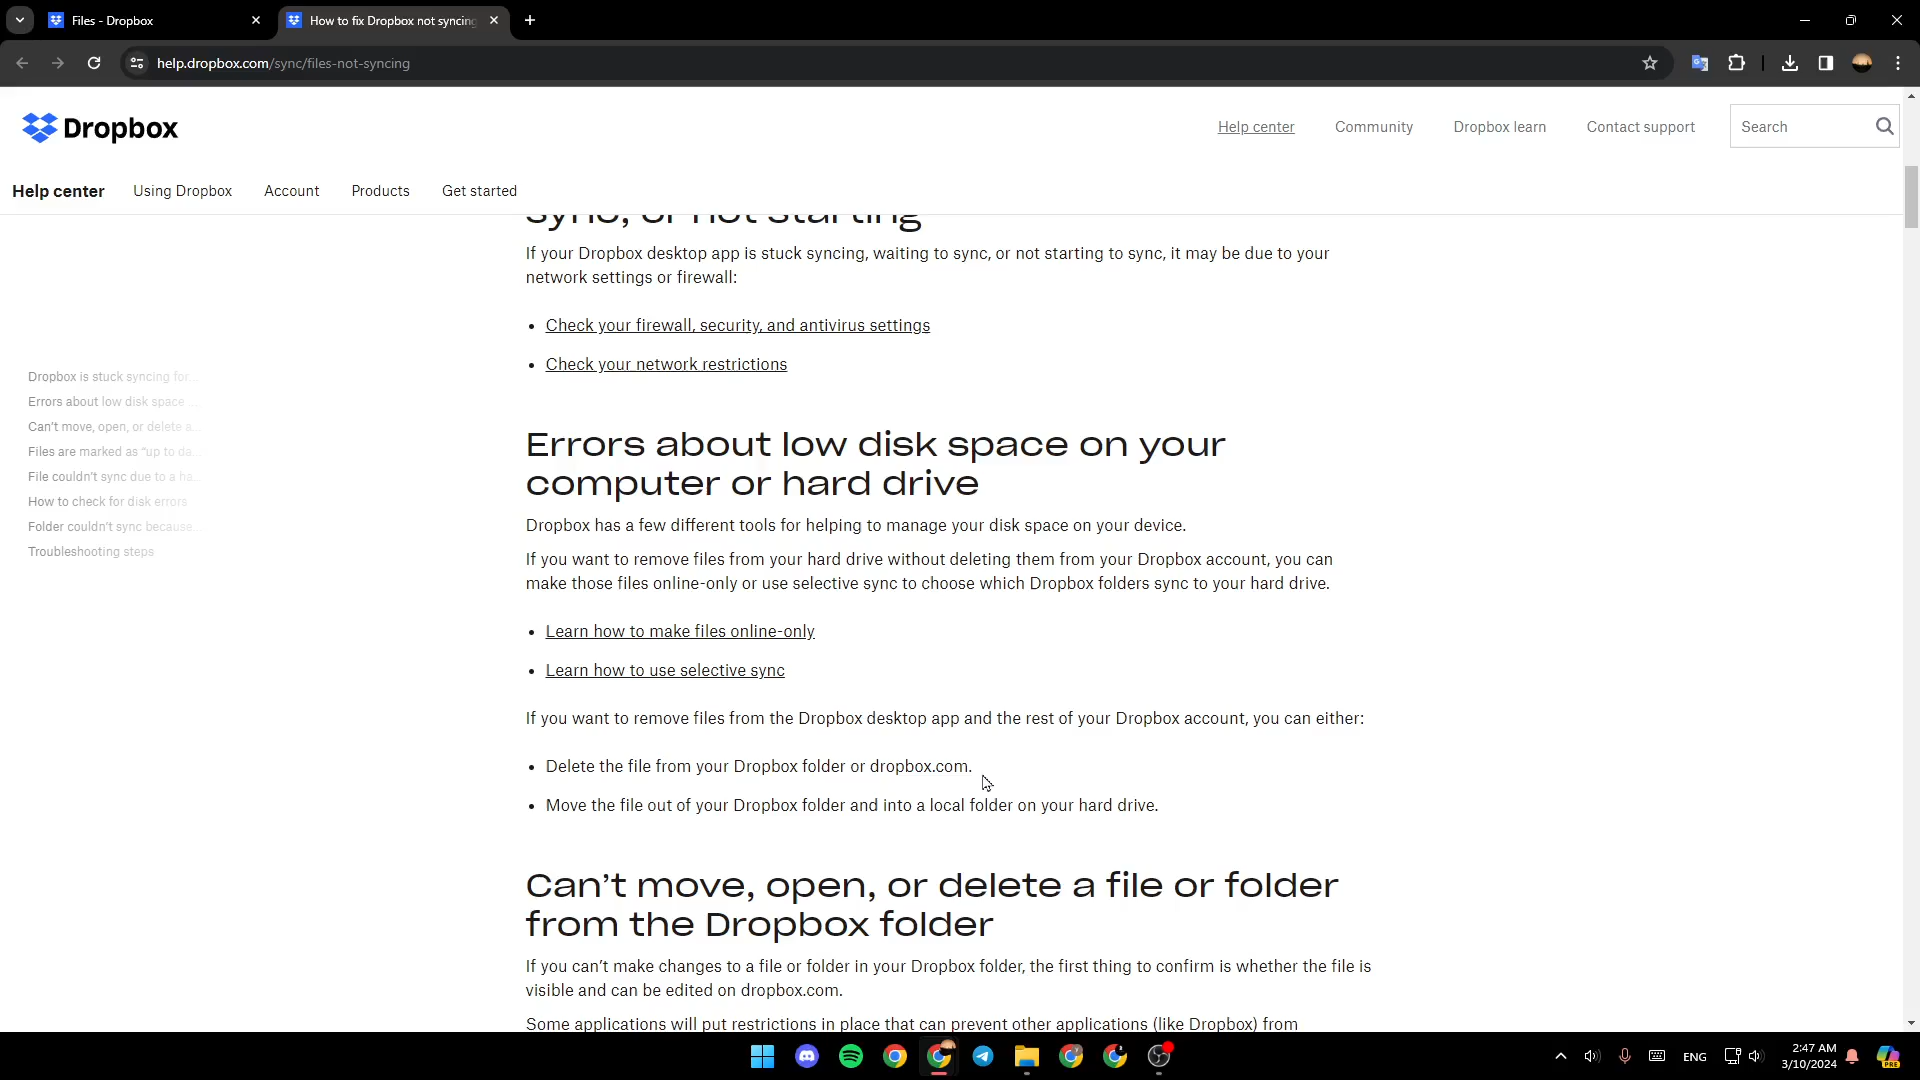 Files - Dropbox
How to fix Dropbox not syncing
help.dropbox.com/sync/files-not-syncing
Dropbox
Help center
Community
Dropbox learn
Contact support
Search
Help center
Using Dropbox
Account
Products
Get started
sync, or not starting
If your Dropbox desktop app is stuck syncing, waiting to sync, or not starting to sync, it may be due to your
network settings or firewall:
• Check your firewall, security, and antivirus settings
• Check your network restrictions
Dropbox is stuck syncing for...
Errors about low disk space ...
Can't move, open, or delete a...
Files are marked as "up to da...
File couldn't sync due to a ha...
How to check for disk errors
Folder couldn't sync because...
Troubleshooting steps
Errors about low disk space on your
computer or hard drive
Dropbox has a few different tools for helping to manage your disk space on your device.
If you want to remove files from your hard drive without deleting them from your Dropbox account, you can
make those files online-only or use selective sync to choose which Dropbox folders sync to your hard drive.
• Learn how to make files online-only
• Learn how to use selective sync
If you want to remove files from the Dropbox desktop app and the rest of your Dropbox account, you can either:
• Delete the file from your Dropbox folder or dropbox.com.
• Move the file out of your Dropbox folder and into a local folder on your hard drive.
Can't move, open, or delete a file or folder
from the Dropbox folder
If you can't make changes to a file or folder in your Dropbox folder, the first thing to confirm is whether the file is
visible and can be edited on dropbox.com.
Some applications will put restrictions in place that can prevent other applications (like Dropbox) from
ENG
2:47 AM
3/10/2024
PRE